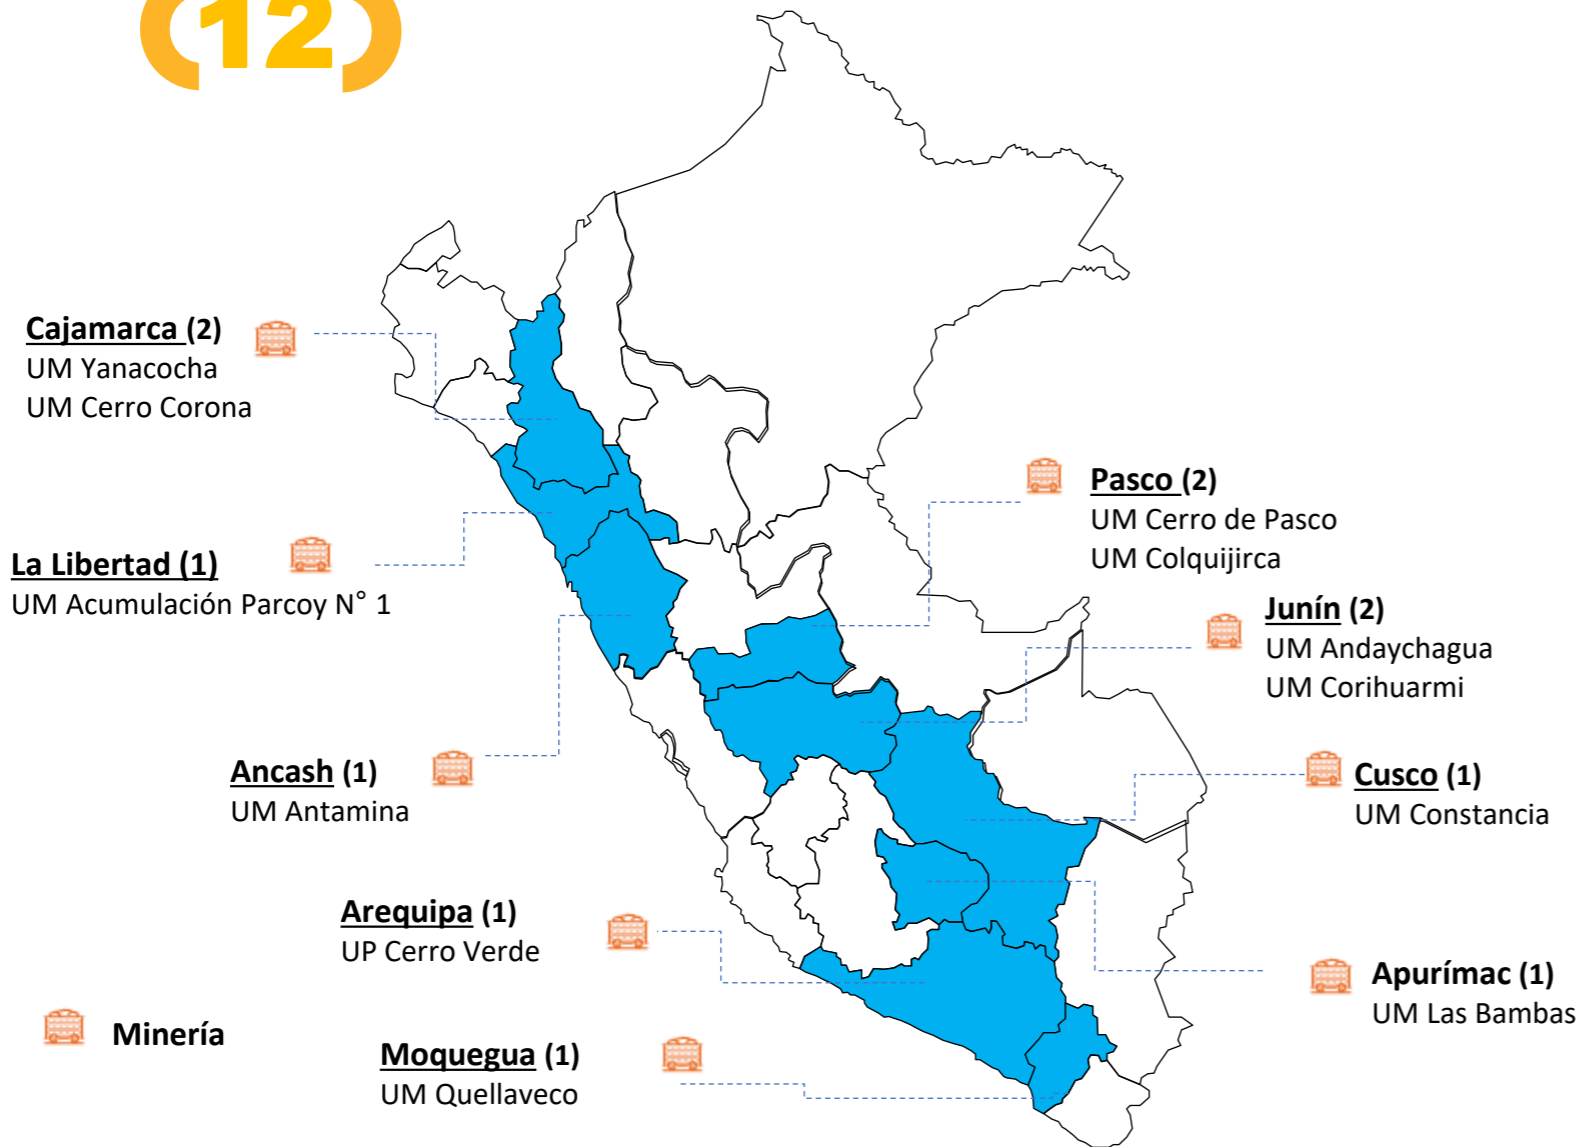 12
Cajamarca (2)
UM Yanacocha
UM Cerro Corona
La Libertad (1)
UM Acumulación Parcoy N° 1
Ancash (1)
UM Antamina
Arequipa (1)
UP Cerro Verde
Moquegua (1)
UM Quellaveco
Minería
Pasco (2)
UM Cerro de Pasco
UM Colquijirca
Junín (2)
UM Andaychagua
UM Corihuarmi
Cusco (1)
UM Constancia
Apurímac (1)
UM Las Bambas